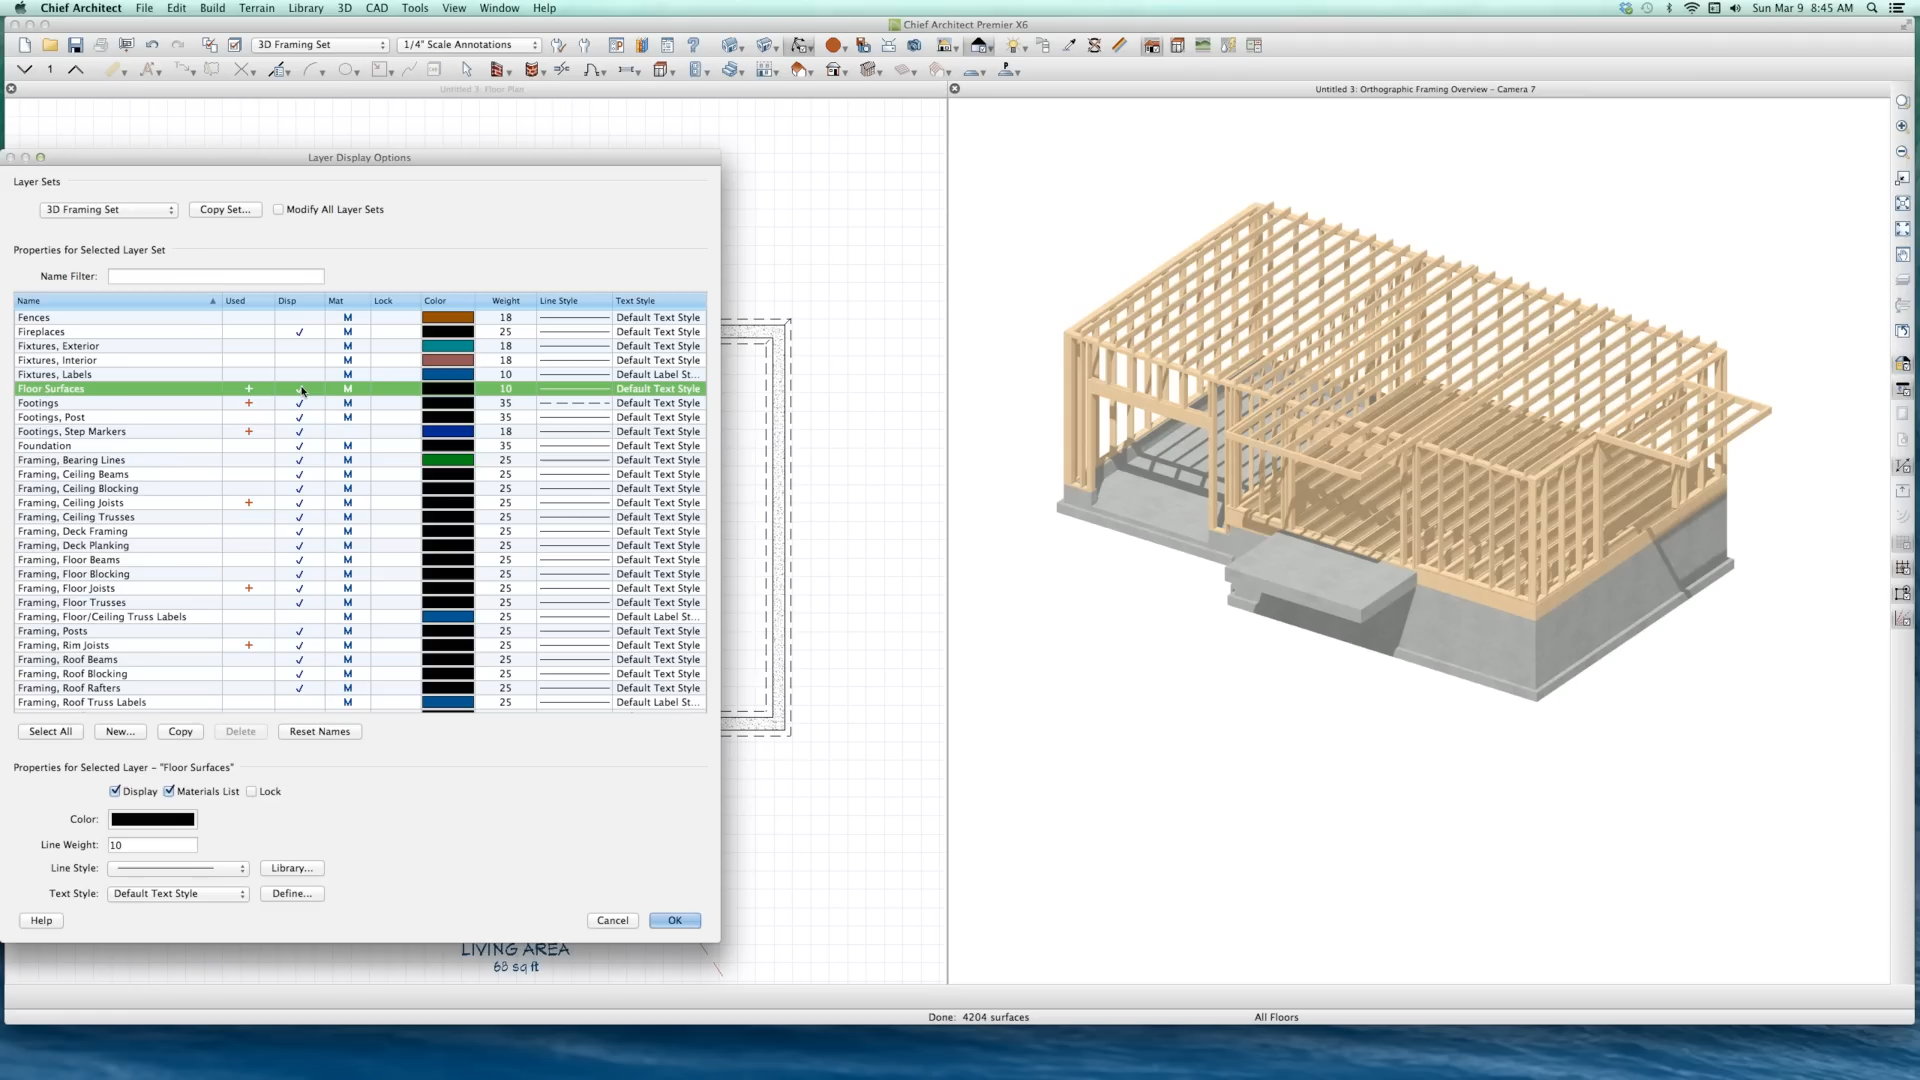 Chief Architect File Edit Build Terrain Library 3D CAD Tools View Window Help Sun Mar 9 8:45 AM
Chief Architect Premier X6
3D Framing Set 1/4" Scale Annotations
1
Untitled 3: Floor Plan
Untitled 3: Orthographic Framing Overview - Camera 7
Layer Display Options
Layer Sets
3D Framing Set Copy Set... Modify All Layer Sets
Properties for Selected Layer Set
Name Filter:
Name Used Disp Mat Lock Color Weight Line Style Text Style
Fences M 18 Default Text Style
Fireplaces ✓ M 25 Default Text Style
Fixtures, Exterior M 18 Default Text Style
Fixtures, Interior M 18 Default Text Style
Fixtures, Labels M 10 Default Label St...
Floor Surfaces + ✓ M 10 Default Text Style
Footings + ✓ M 35 Default Text Style
Footings, Post ✓ M 35 Default Text Style
Footings, Step Markers + ✓ 18 Default Text Style
Foundation ✓ M 35 Default Text Style
Framing, Bearing Lines ✓ M 25 Default Text Style
Framing, Ceiling Beams ✓ M 25 Default Text Style
Framing, Ceiling Blocking ✓ M 25 Default Text Style
Framing, Ceiling Joists + ✓ M 25 Default Text Style
Framing, Ceiling Trusses ✓ M 25 Default Text Style
Framing, Deck Framing ✓ M 25 Default Text Style
Framing, Deck Planking ✓ M 25 Default Text Style
Framing, Floor Beams ✓ M 25 Default Text Style
Framing, Floor Blocking ✓ M 25 Default Text Style
Framing, Floor Joists + ✓ M 25 Default Text Style
Framing, Floor Trusses ✓ M 25 Default Text Style
Framing, Floor/Ceiling Truss Labels M 25 Default Label St...
Framing, Posts ✓ M 25 Default Text Style
Framing, Rim Joists + ✓ M 25 Default Text Style
Framing, Roof Beams ✓ M 25 Default Text Style
Framing, Roof Blocking ✓ M 25 Default Text Style
Framing, Roof Rafters ✓ M 25 Default Text Style
Framing, Roof Truss Labels M 25 Default Label St...
Select All New... Copy Delete Reset Names
Properties for Selected Layer - "Floor Surfaces"
Display Materials List Lock
Color:
Line Weight: 10
Line Style: Library...
Text Style: Default Text Style Define...
Help Cancel OK
LIVING AREA
68 sq ft
Done: 4204 surfaces All Floors